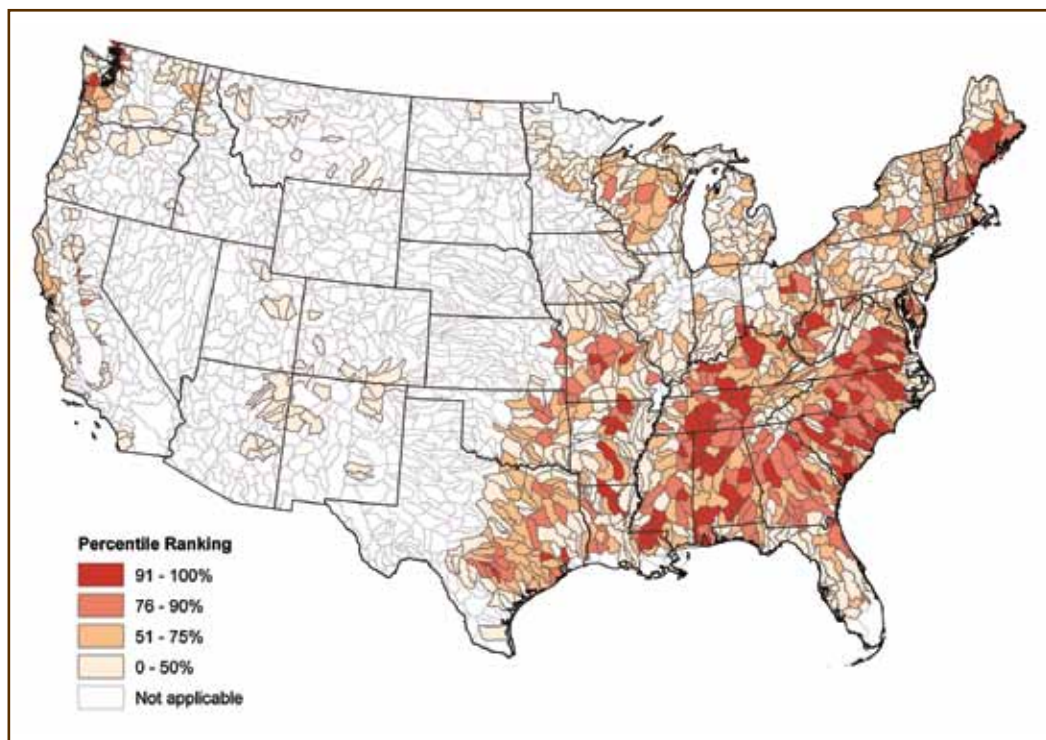 Percentile Ranking
91 - 100%
76 - 90%
51 - 75%
0 - 50%
Not applicable